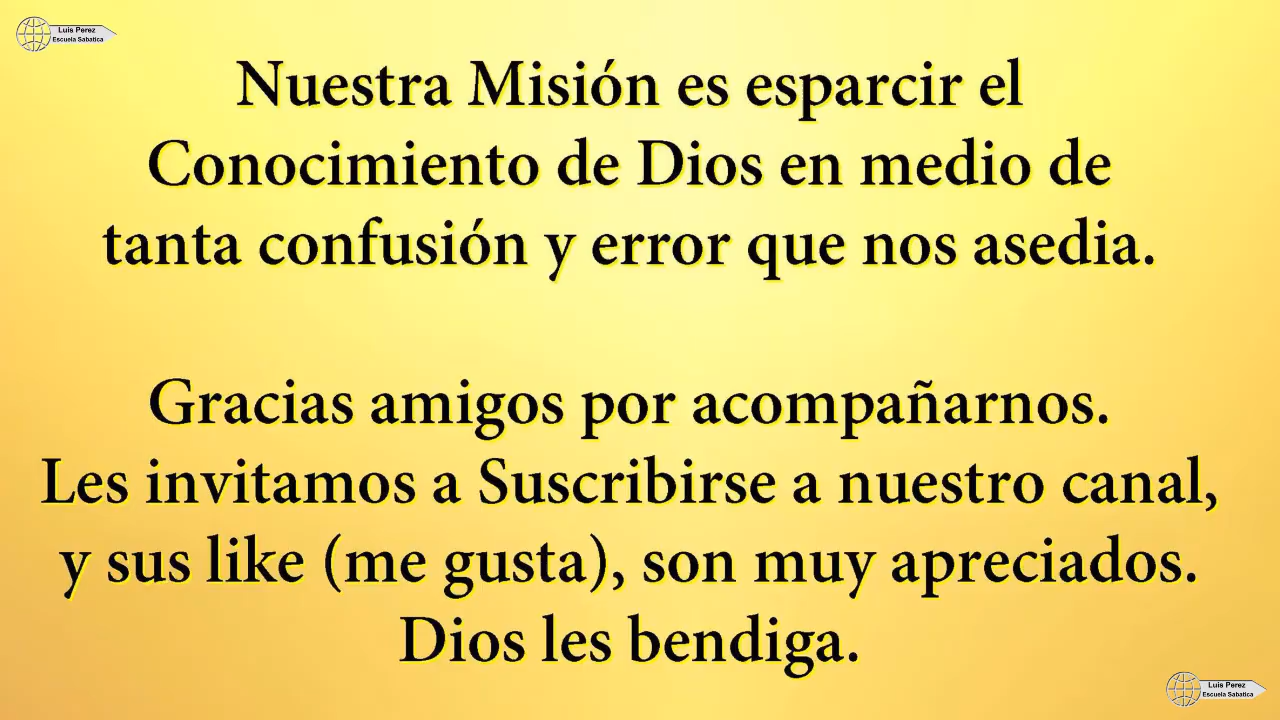 Luis Perez
Escuela Sabatica
Nuestra Misión es esparcir el
Conocimiento de Dios en medio de
tanta confusión y error que nos asedia.
Gracias amigos por acompañarnos.
Les invitamos a Suscribirse a nuestro canal,
y sus like (me gusta), son muy apreciados.
Dios les bendiga.
Luis Perez
Escuela Sabatica